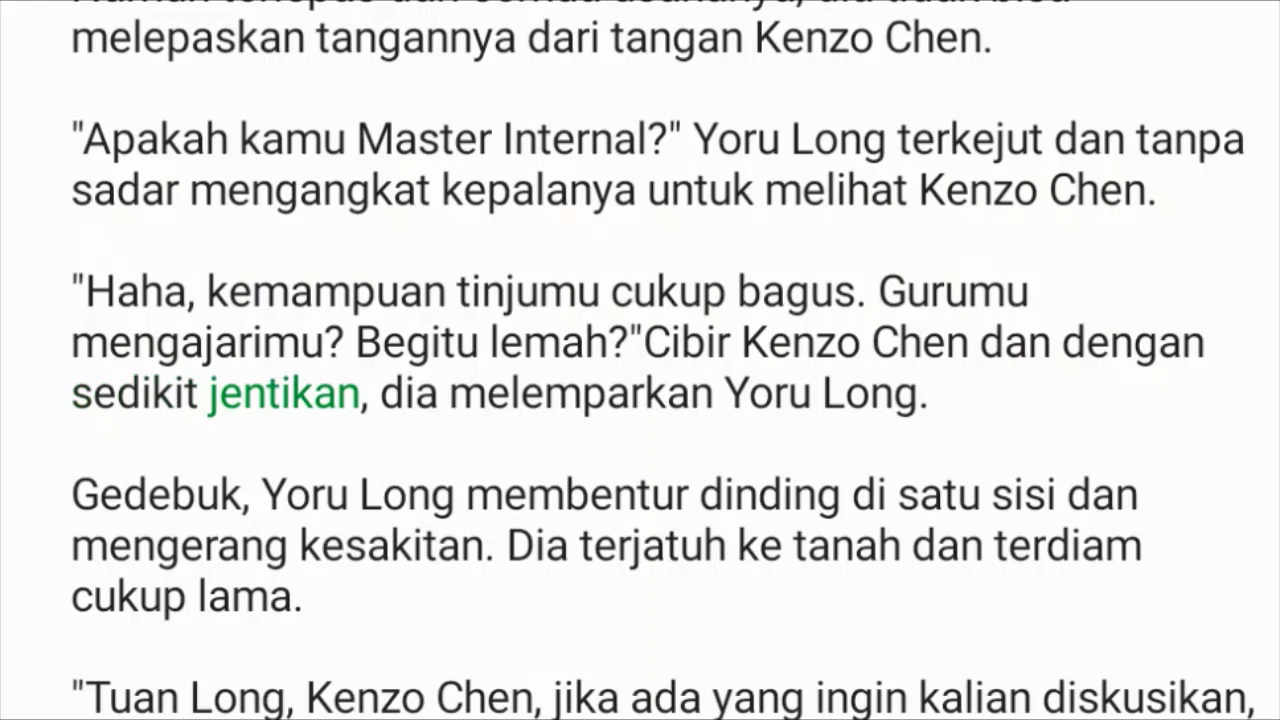 melepaskan tangannya dari tangan Kenzo Chen.
"Apakah kamu Master Internal?" Yoru Long terkejut dan tanpa
sadar mengangkat kepalanya untuk melihat Kenzo Chen.
"Haha, kemampuan tinjumu cukup bagus. Gurumu
mengajarimu? Begitu lemah?"Cibir Kenzo Chen dan dengan
sedikit jentikan, dia melemparkan Yoru Long.
Gedebuk, Yoru Long membentur dinding di satu sisi dan
mengerang kesakitan. Dia terjatuh ke tanah dan terdiam
cukup lama.
"Tuan Long, Kenzo Chen, jika ada yang ingin kalian diskusikan,